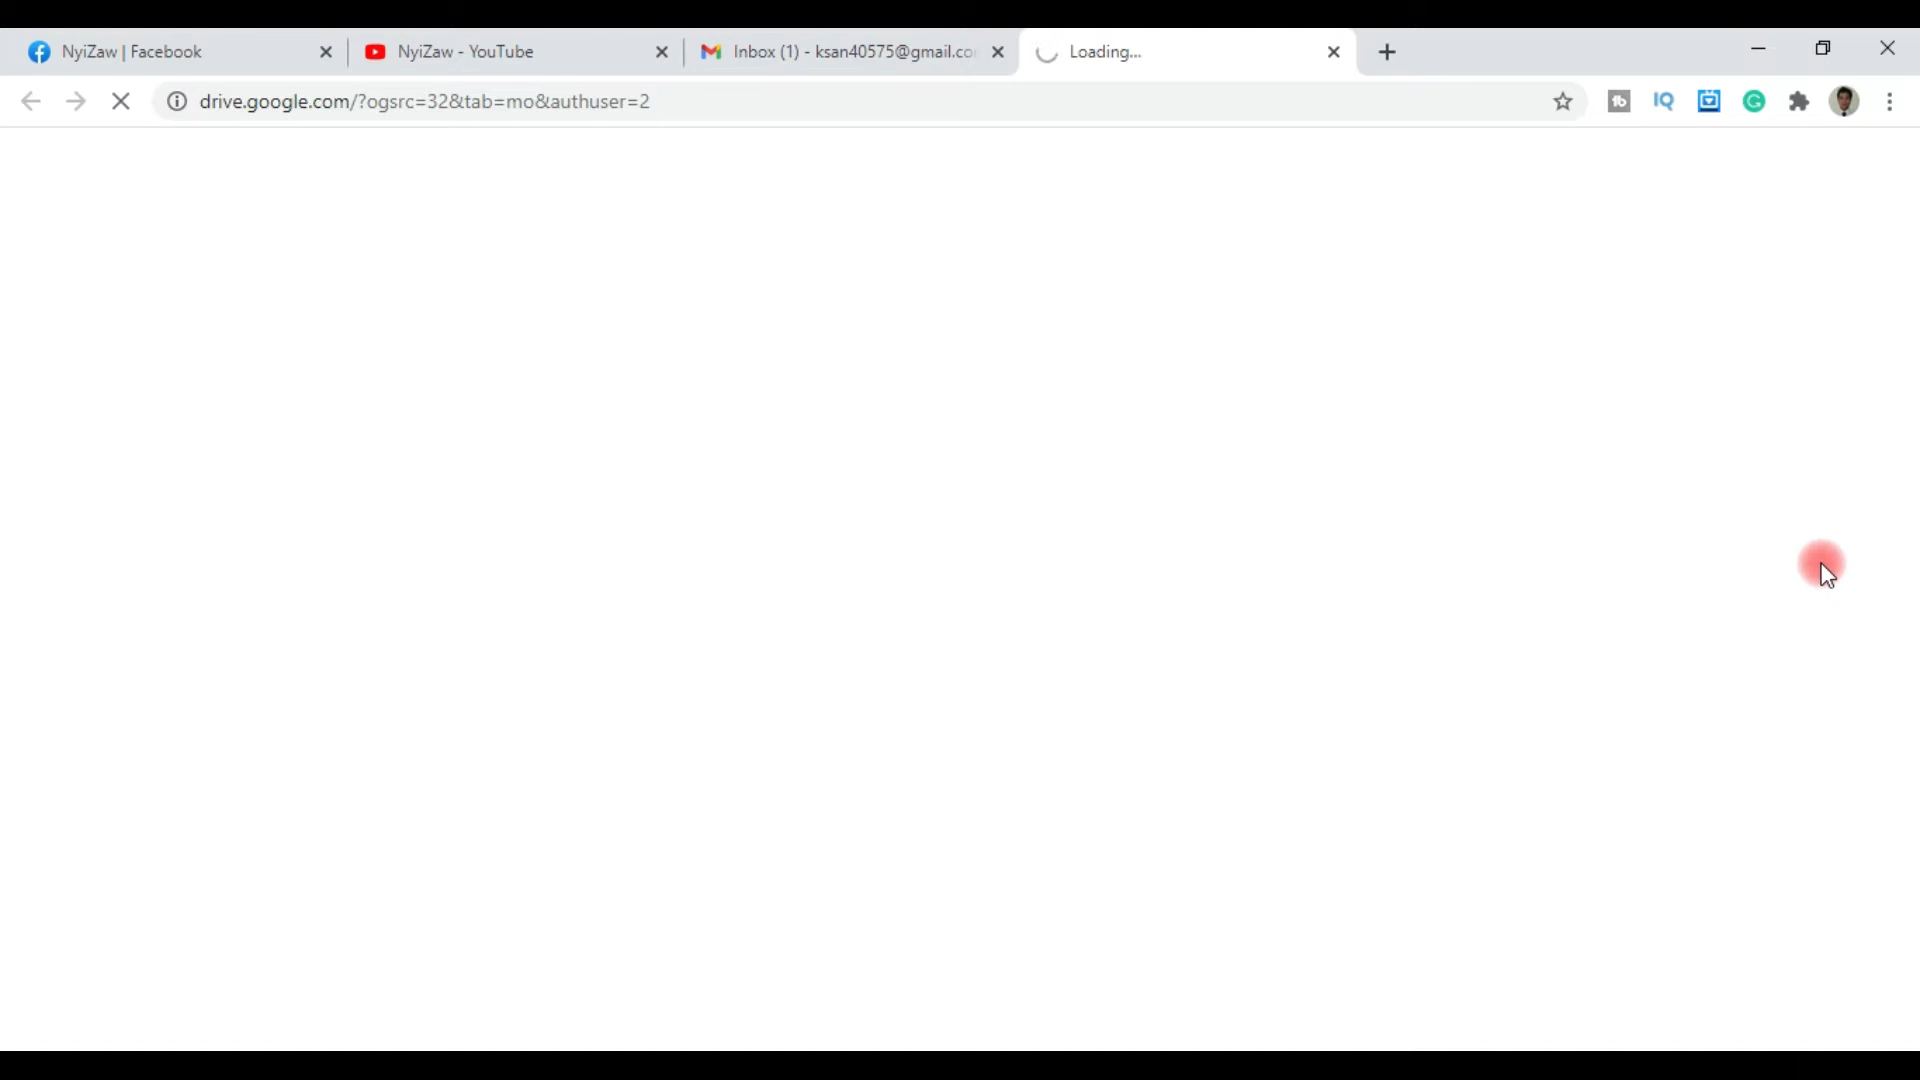 NyiZaw | Facebook
NyiZaw - YouTube
Inbox (1) - ksan40575@gmail.co
Loading...
drive.google.com/?ogsrc=32&tab=mo&authuser=2
tb
IQ